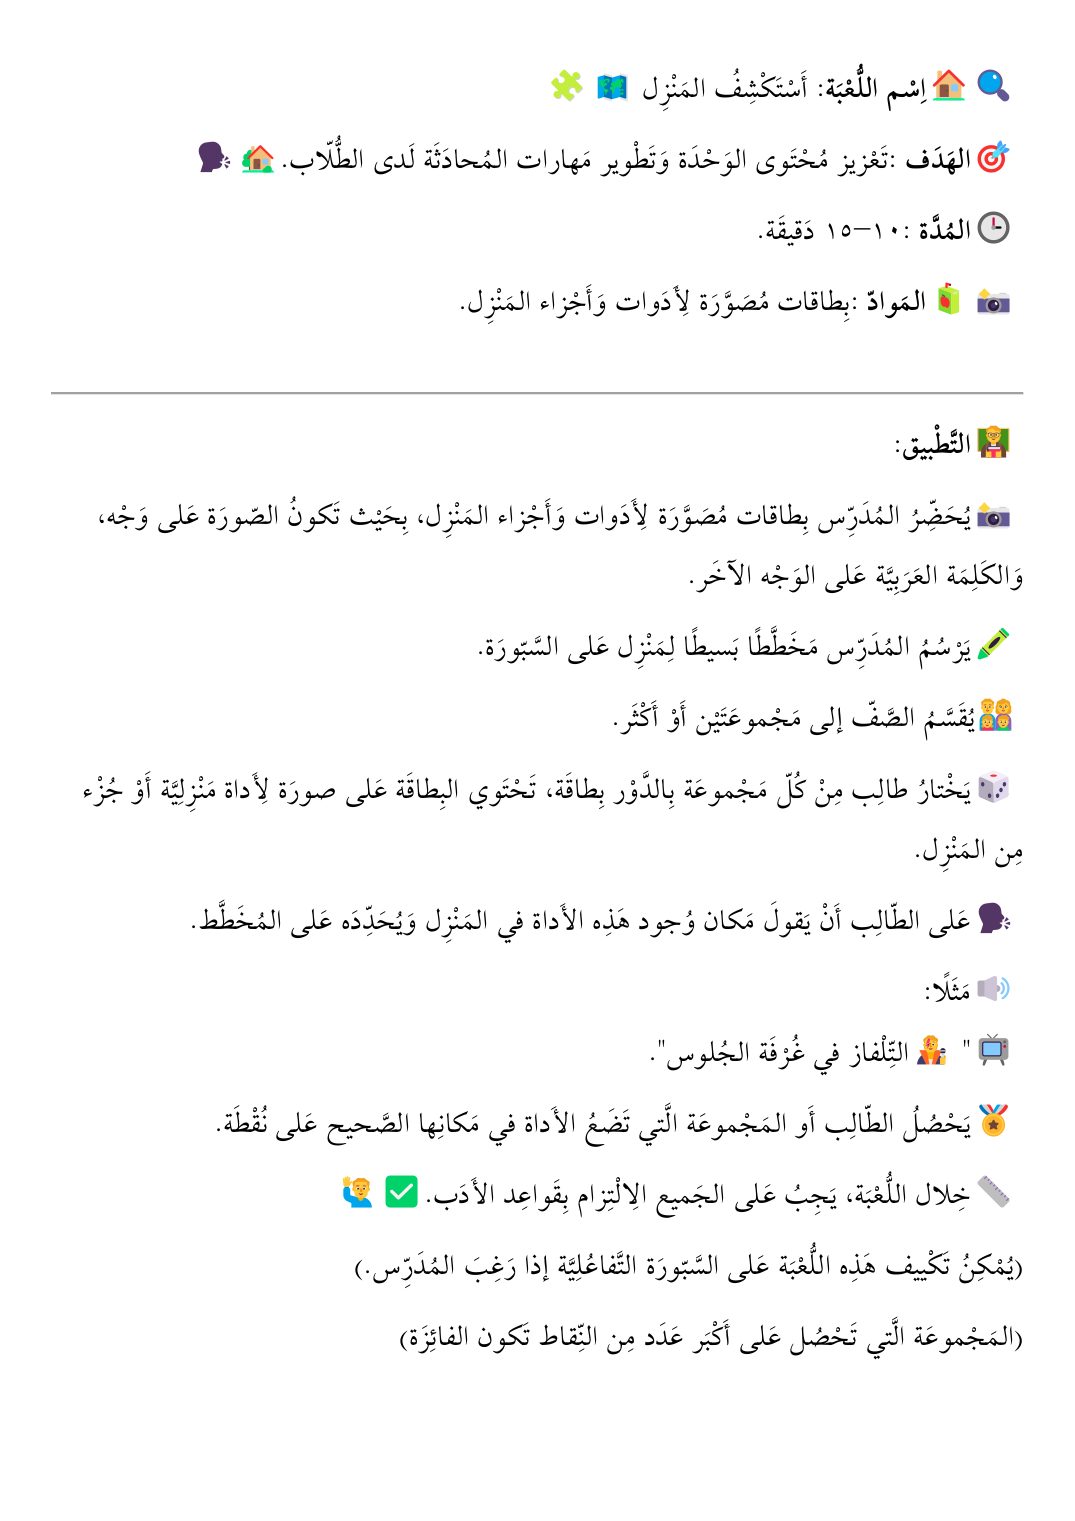 اِسْم اللُّعْبَة: أَسْتَكْشِفُ المَنْزِل
الهَدَف :تَعْزيز مُحْتَوى الوَحْدَة وَتَطْوير مَهارات المُحادَثَة لَدى الطُّلّاب.
المُدَّة :١٠–١٥ دَقيقَة.
المَوادّ :بِطاقات مُصَوَّرَة لِأَدَوات وَأَجْزاء المَنْزِل.
التَّطْبيق:
يُحَضِّرُ المُدَرِّس بِطاقات مُصَوَّرَة لِأَدَوات وَأَجْزاء المَنْزِل، بِحَيْث تَكونُ الصّورَة عَلى وَجْه،
وَالكَلِمَة العَرَبِيَّة عَلى الوَجْه الآخَر.
يَرْسُمُ المُدَرِّس مَخَطَّطًا بَسيطًا لِمَنْزِل عَلى السَّبّورَة.
يُقَسَّمُ الصَّفّ إلى مَجْموعَتَيْن أَوْ أَكْثَر.
يَخْتارُ طالِب مِنْ كُلّ مَجْموعَة بِالدَّوْر بِطاقَة، تَحْتَوي البِطاقَة عَلى صورَة لِأَداة مَنْزِلِيَّة أَوْ جُزْء
مِن المَنْزِل.
عَلى الطّالِب أَنْ يَقولَ مَكان وُجود هَذِه الأَداة في المَنْزِل وَيُحَدِّدَه عَلى المُخَطَّط.
مَثَلًا:
" التِّلْفاز في غُرْفَة الجُلوس".
يَحْصُلُ الطّالِب أَو المَجْموعَة الَّتي تَضَعُ الأَداة في مَكانِها الصَّحيح عَلى نُقْطَة.
خِلال اللُّعْبَة، يَجِبُ عَلى الجَميع الِالْتِزام بِقَواعِد الأَدَب.
(يُمْكِنُ تَكْييف هَذِه اللُّعْبَة عَلى السَّبّورَة التَّفاعُلِيَّة إذا رَغِبَ المُدَرِّس.)
(المَجْموعَة الَّتي تَحْصُل عَلى أَكْبَر عَدَد مِن النِّقاط تَكون الفائِزَة)